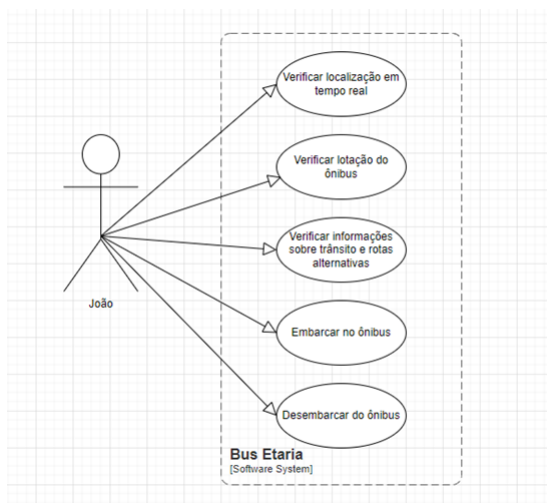 Verificar localização em
tempo real
Verificar lotação do
ônibus
Verificar informações
sobre trânsito e rotas
alternativas
João
Embarcar no ônibus
Desembarcar do ônibus
Bus Etaria
[Software System]